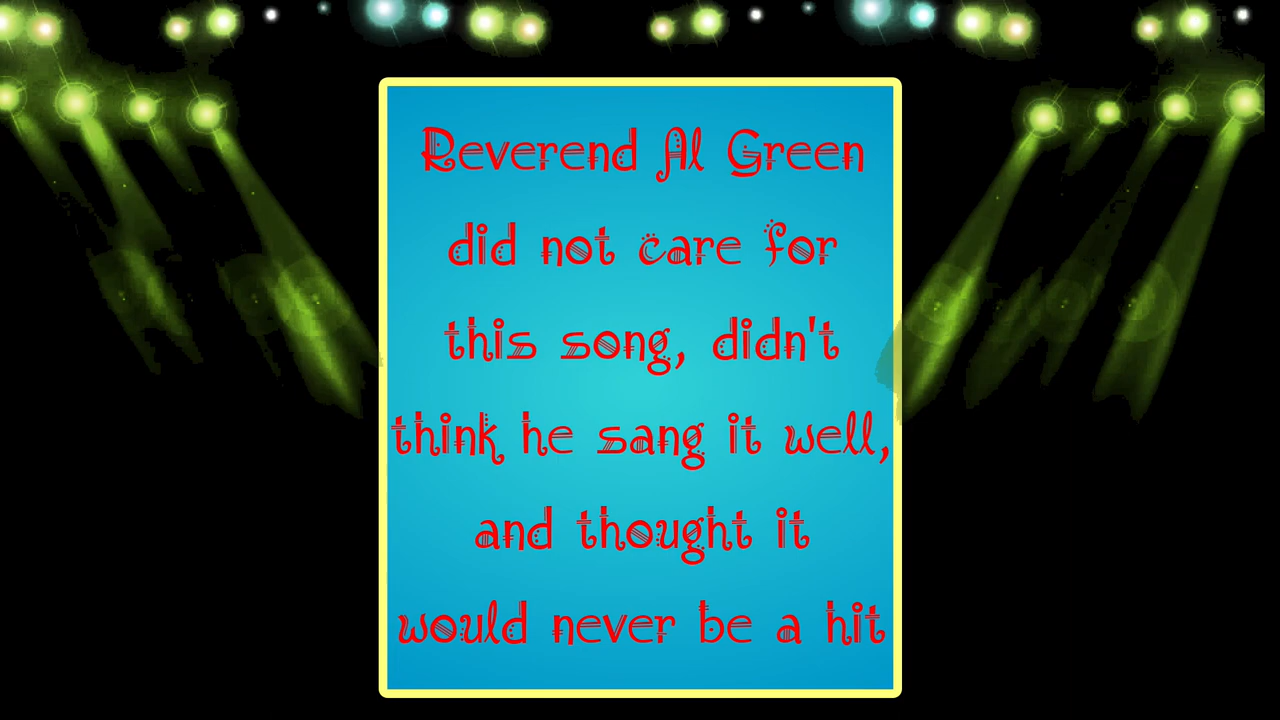 Reverend Al Green
did not care for
this song, didn't
think he sang it well,
and thought it
would never be a hit